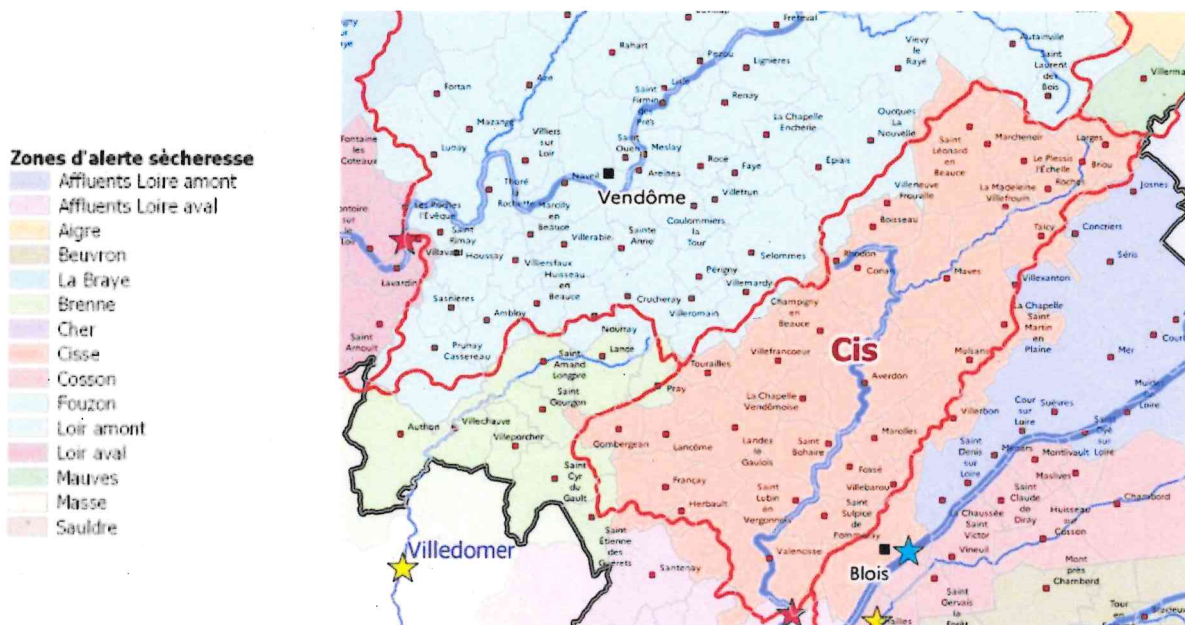 Zones d'alerte sècheresse
Affluents Loire amont
Affluents Loire aval
Aigre
Beuvron
La Braye
Brenne
Cher
Cisse
Cosson
Fouzon
Loir amont
Loir aval
Mauves
Masse
Sauldre
Fréteval
Rahart
Pezou
Lignières
Viévy
le
Rayé
Autainville
Saint
Laurent
des
Bois
Villerma
Fortan
Azé
Lisle
Saint
Firmin
des
Prés
Renay
Mazangé
Lunay
Villiers
sur
Loir
Saint
Ouen
Meslay
Areines
La Chapelle
Enchérie
Oucques
La
Nouvelle
Rocé
Faye
Épiais
Saint
Léonard
en
Beauce
Marchenoir
Le Plessis
l'Échelle
Briou
Roches
Josnes
Fontaine
les
Coteaux
Thoré
la
Rochette
Naveil
Vendôme
Villetrun
Villeneuve
Frouville
La Madeleine
Villefrouin
Boisseau
Talcy
Concriers
Les Roches
l'Évêque
Marcilly
en
Beauce
Villerable
Sainte
Anne
Coulommiers
la
Tour
Selommes
Rhodon
Conan
Maves
Séris
Villexanton
Saint
Rimay
Villavard
Houssay
Lavardin
Villiersfaux
Huisseau
en
Beauce
Périgny
Villemardy
Crucheray
Villeromain
Champigny
en
Beauce
La Chapelle
Saint
Martin
en
Plaine
Sasnières
Ambloy
Saint
Arnoult
Prunay
Cassereau
Nourray
Lancé
Saint
Amand
Longpré
Tourailles
Villefrancoeur
Cis
Mulsans
Mer
Averdon
Pray
Saint
Gourgon
La Chapelle
Vendômoise
Villerbon
Cour
sur
Loire
Suèvres
Muides
Loire
Authon
Villechauve
Villeporcher
Gombergean
Lancôme
Landes
le
Gaulois
Saint
Bohaire
Marolles
Saint
Denis
sur
Loire
Ménars
Montlivault
Saint
Dyé
sur
Loire
Maslives
Saint
Cyr
du
Gault
Françay
Herbault
Saint
Lubin
en
Vergonnois
Fossé
Villebarou
Saint
Sulpice
de
Pommeray
La Chaussée
Saint
Victor
Saint
Claude
de
Diray
Huisseau
sur
Cosson
Chambord
Vineuil
Saint
Étienne
des
Guérets
Villedomer
Santenay
Valencisse
Blois
Mont
près
Chambord
Saint
Gervais
la
Forêt
Tour
en